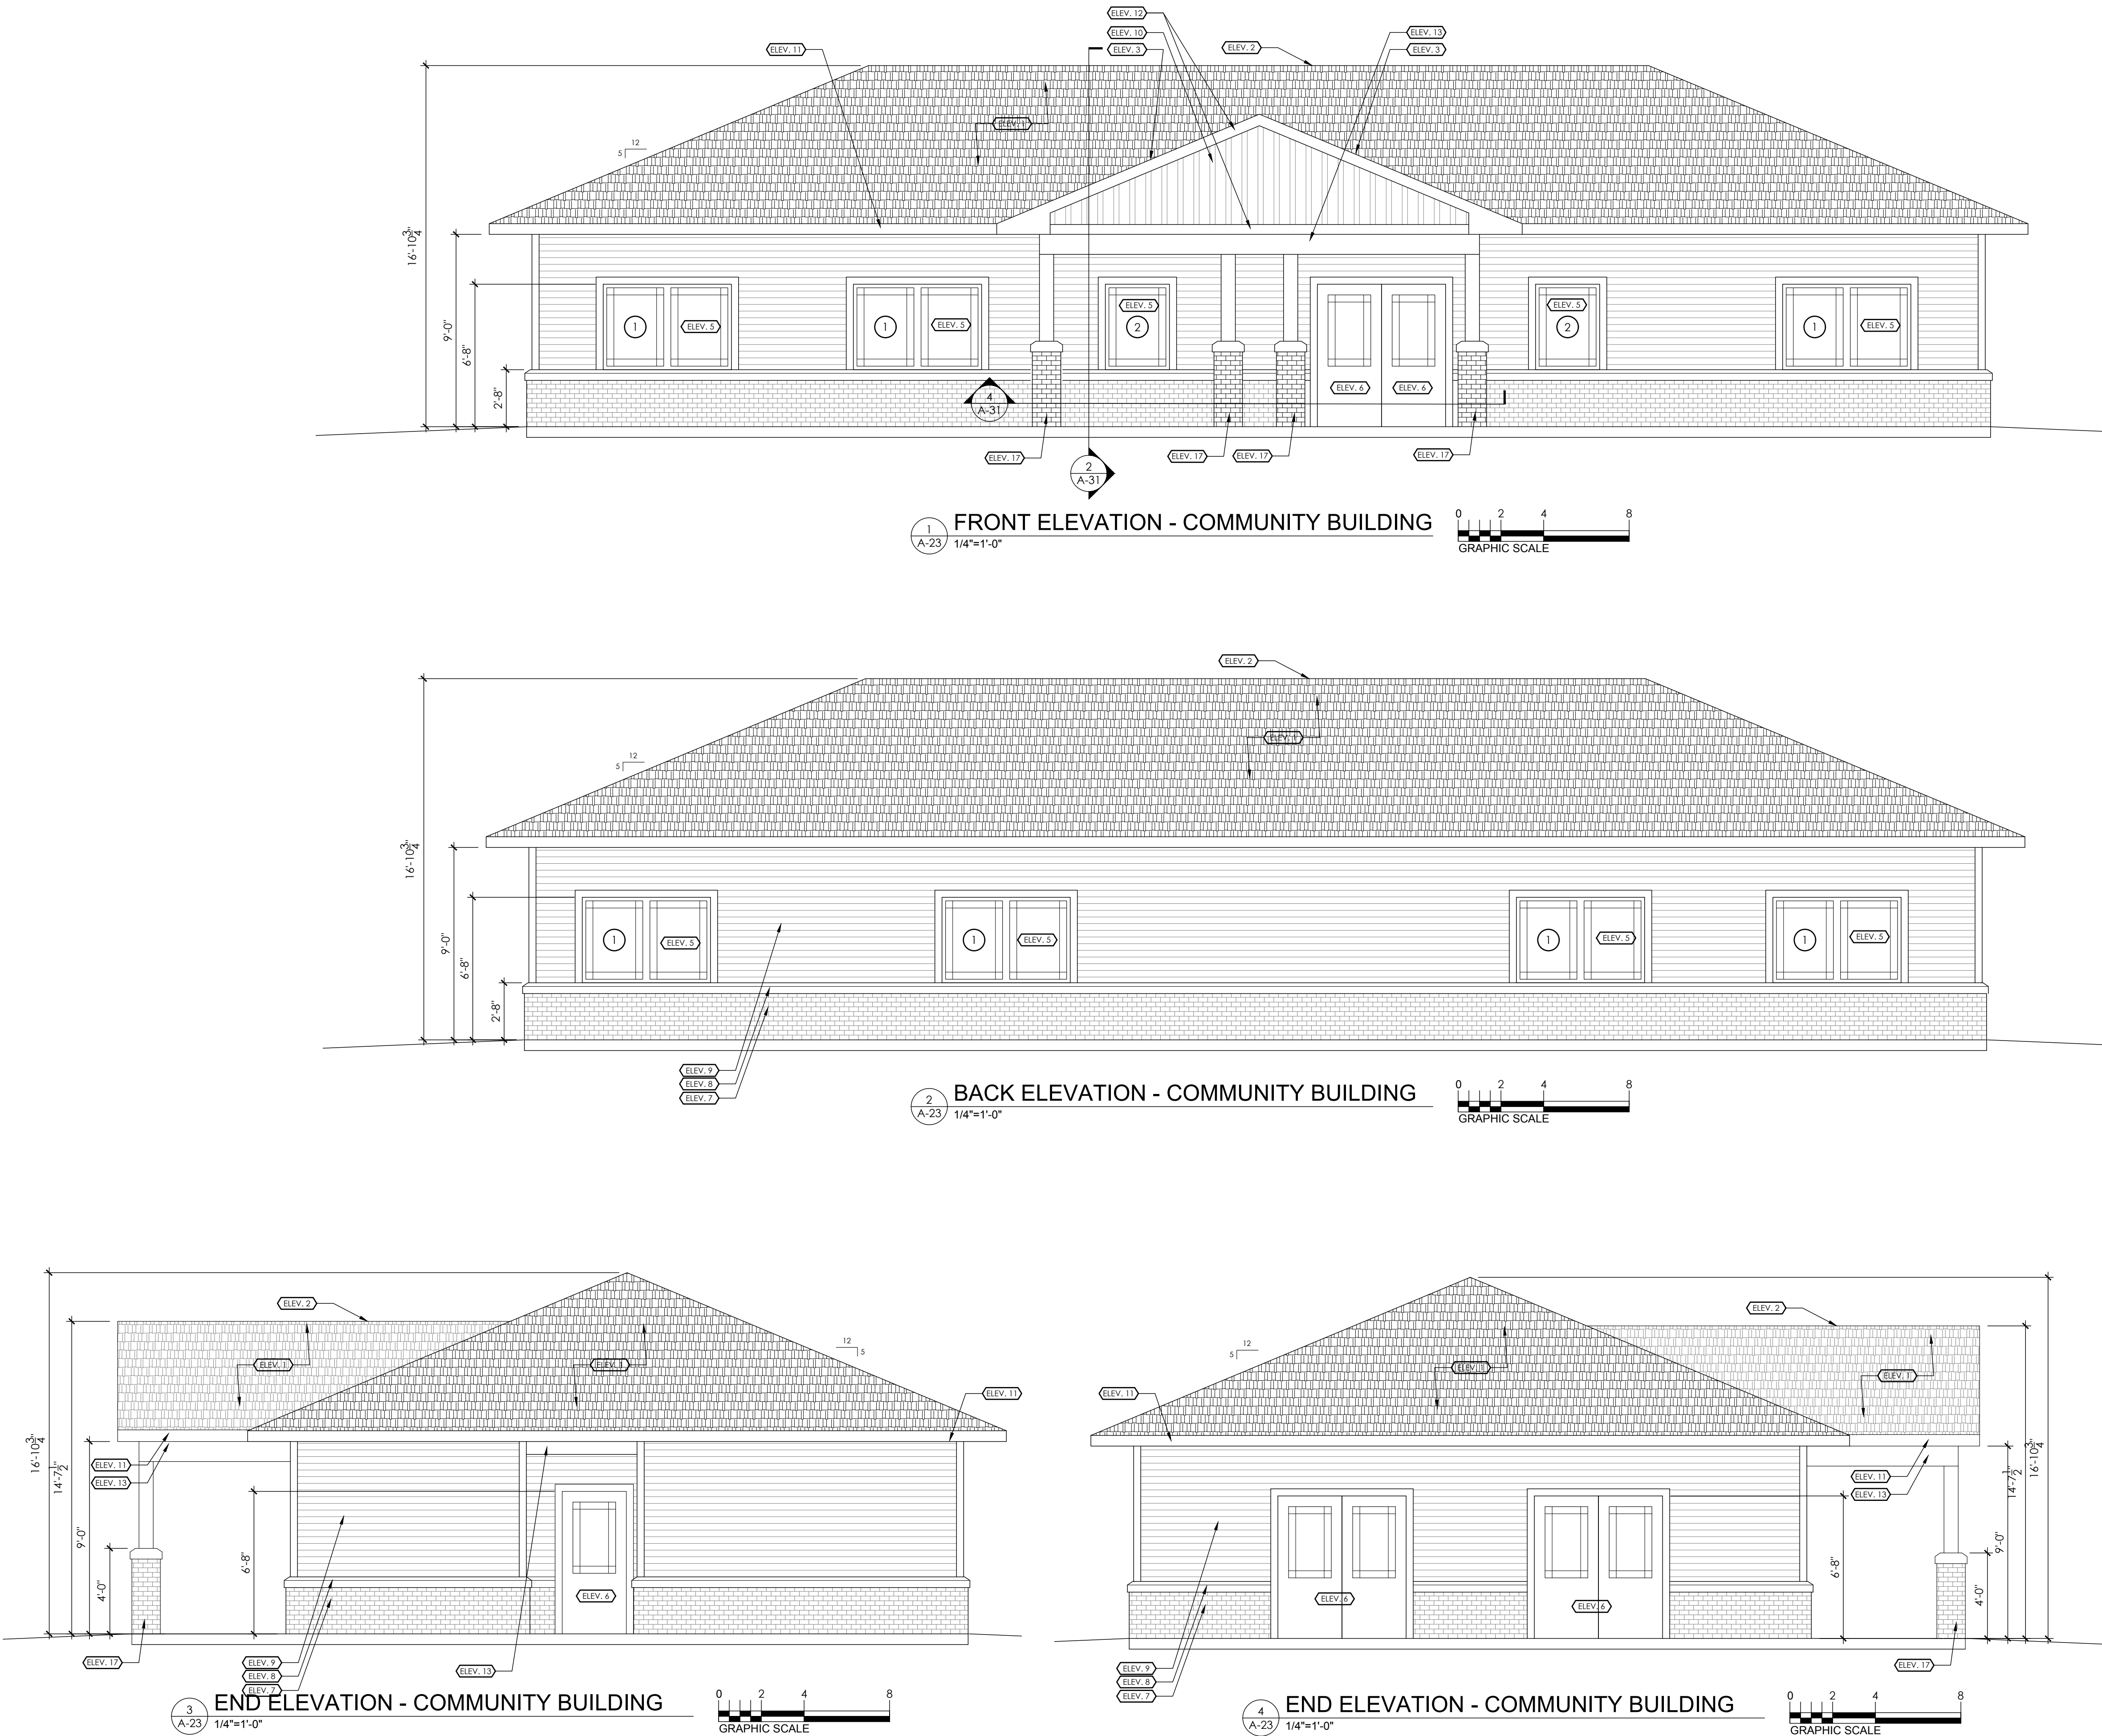 ELEV. 12
ELEV. 10
ELEV. 3
ELEV. 11
ELEV. 2
ELEV. 13
ELEV. 3
ELEV. 1
12
5
16'-10 3/4"
9'-0"
6'-8"
2'-8"
1
ELEV. 5
1
ELEV. 5
ELEV. 5
2
ELEV. 5
2
1
ELEV. 5
ELEV. 6
ELEV. 6
4
A-31
ELEV. 17
ELEV. 17
ELEV. 17
ELEV. 17
2
A-31
1
A-23
FRONT ELEVATION - COMMUNITY BUILDING
1/4"=1'-0"
0 2 4 8
GRAPHIC SCALE
ELEV. 2
ELEV. 1
12
5
16'-10 3/4"
9'-0"
6'-8"
2'-8"
1
ELEV. 5
1
ELEV. 5
1
ELEV. 5
1
ELEV. 5
ELEV. 9
ELEV. 8
ELEV. 7
2
A-23
BACK ELEVATION - COMMUNITY BUILDING
1/4"=1'-0"
0 2 4 8
GRAPHIC SCALE
ELEV. 2
ELEV. 1
ELEV. 1
12
5
ELEV. 11
16'-10 3/4"
14'-7 1/2"
9'-0"
4'-0"
6'-8"
ELEV. 11
ELEV. 13
ELEV. 6
ELEV. 17
ELEV. 9
ELEV. 8
ELEV. 7
ELEV. 13
3
A-23
END ELEVATION - COMMUNITY BUILDING
1/4"=1'-0"
0 2 4 8
GRAPHIC SCALE
ELEV. 2
12
5
ELEV. 1
ELEV. 1
ELEV. 11
ELEV. 11
ELEV. 13
6'-8"
4'-0"
9'-0"
14'-7 1/2"
16'-10 3/4"
ELEV. 6
ELEV. 6
ELEV. 9
ELEV. 8
ELEV. 7
ELEV. 17
4
A-23
END ELEVATION - COMMUNITY BUILDING
1/4"=1'-0"
0 2 4 8
GRAPHIC SCALE